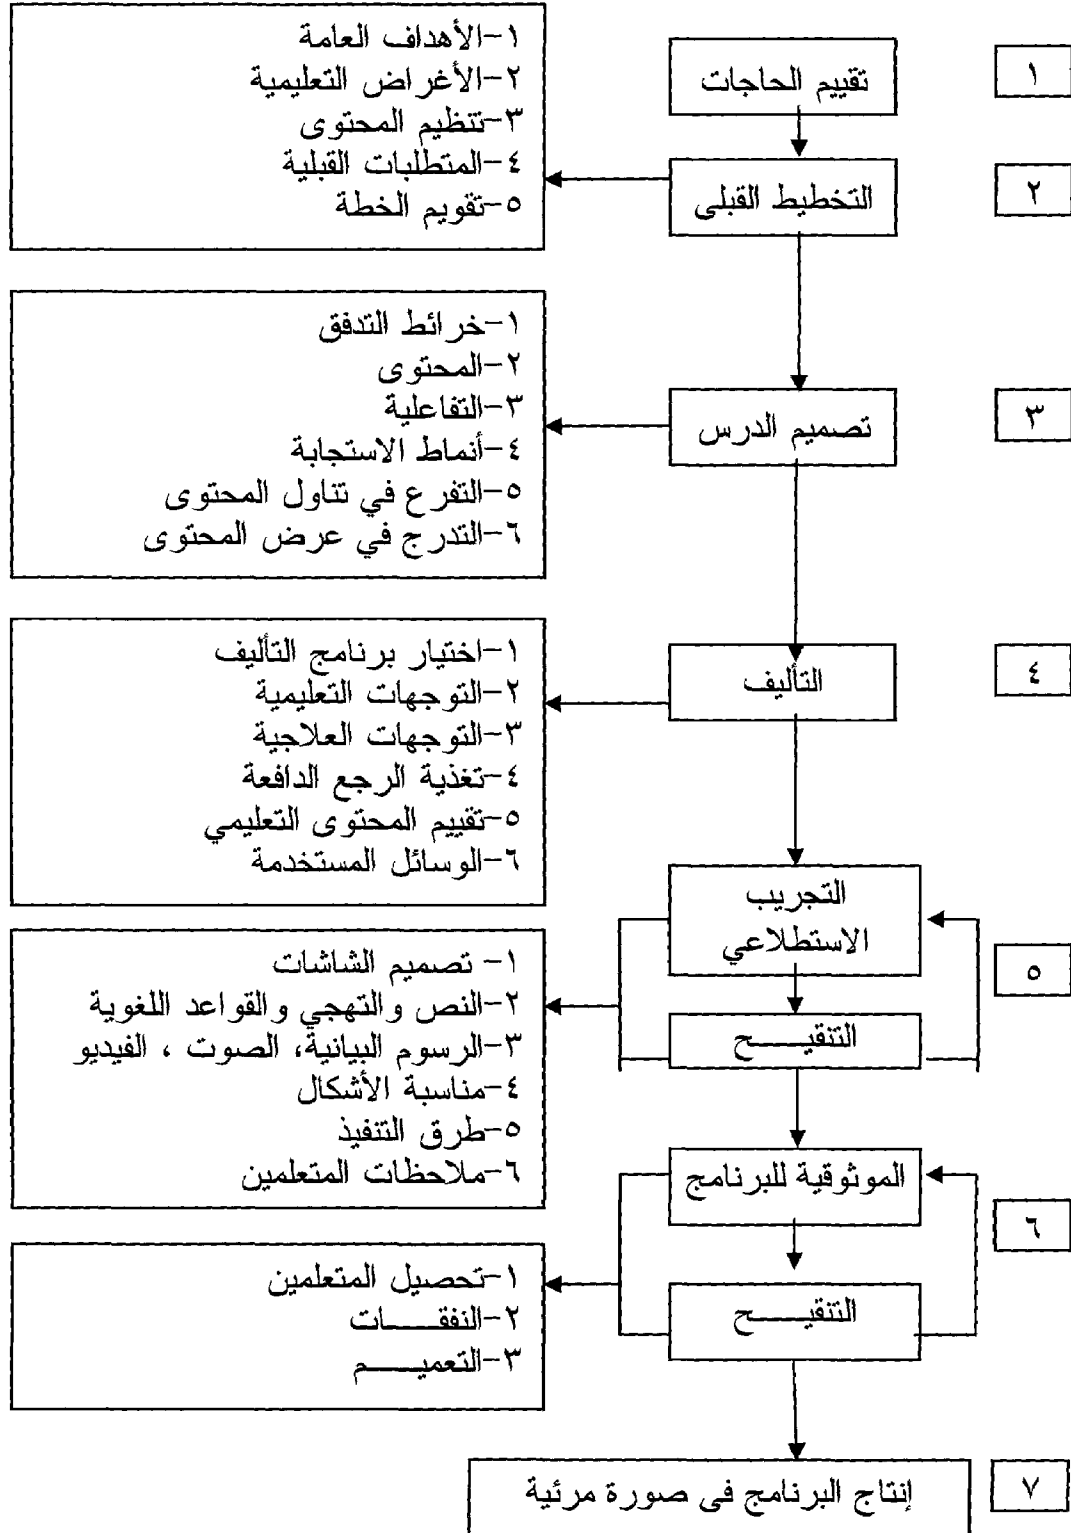 ١
تقييم الحاجات
٢
التخطيط القبلى
١-الأهداف العامة
٢-الأغراض التعليمية
٣-تنظيم المحتوى
٤-المتطلبات القبلية
٥-تقويم الخطة
٣
تصميم الدرس
١-خرائط التدفق
٢-المحتوى
٣-التفاعلية
٤-أنماط الاستجابة
٥-التفرع في تناول المحتوى
٦-التدرج في عرض المحتوى
٤
التأليف
١-اختيار برنامج التأليف
٢-التوجهات التعليمية
٣-التوجهات العلاجية
٤-تغذية الرجع الدافعة
٥-تقييم المحتوى التعليمي
٦-الوسائل المستخدمة
٥
التجريب
الاستطلاعي
التنقيـــــح
١- تصميم الشاشات
٢-النص والتهجي والقواعد اللغوية
٣-الرسوم البيانية، الصوت ، الفيديو
٤-مناسبة الأشكال
٥-طرق التنفيذ
٦-ملاحظات المتعلمين
٦
الموثوقية للبرنامج
التنقيـــــح
١-تحصيل المتعلمين
٢-النفقـــــات
٣-التعميـــــم
٧
إنتاج البرنامج فى صورة مرئية